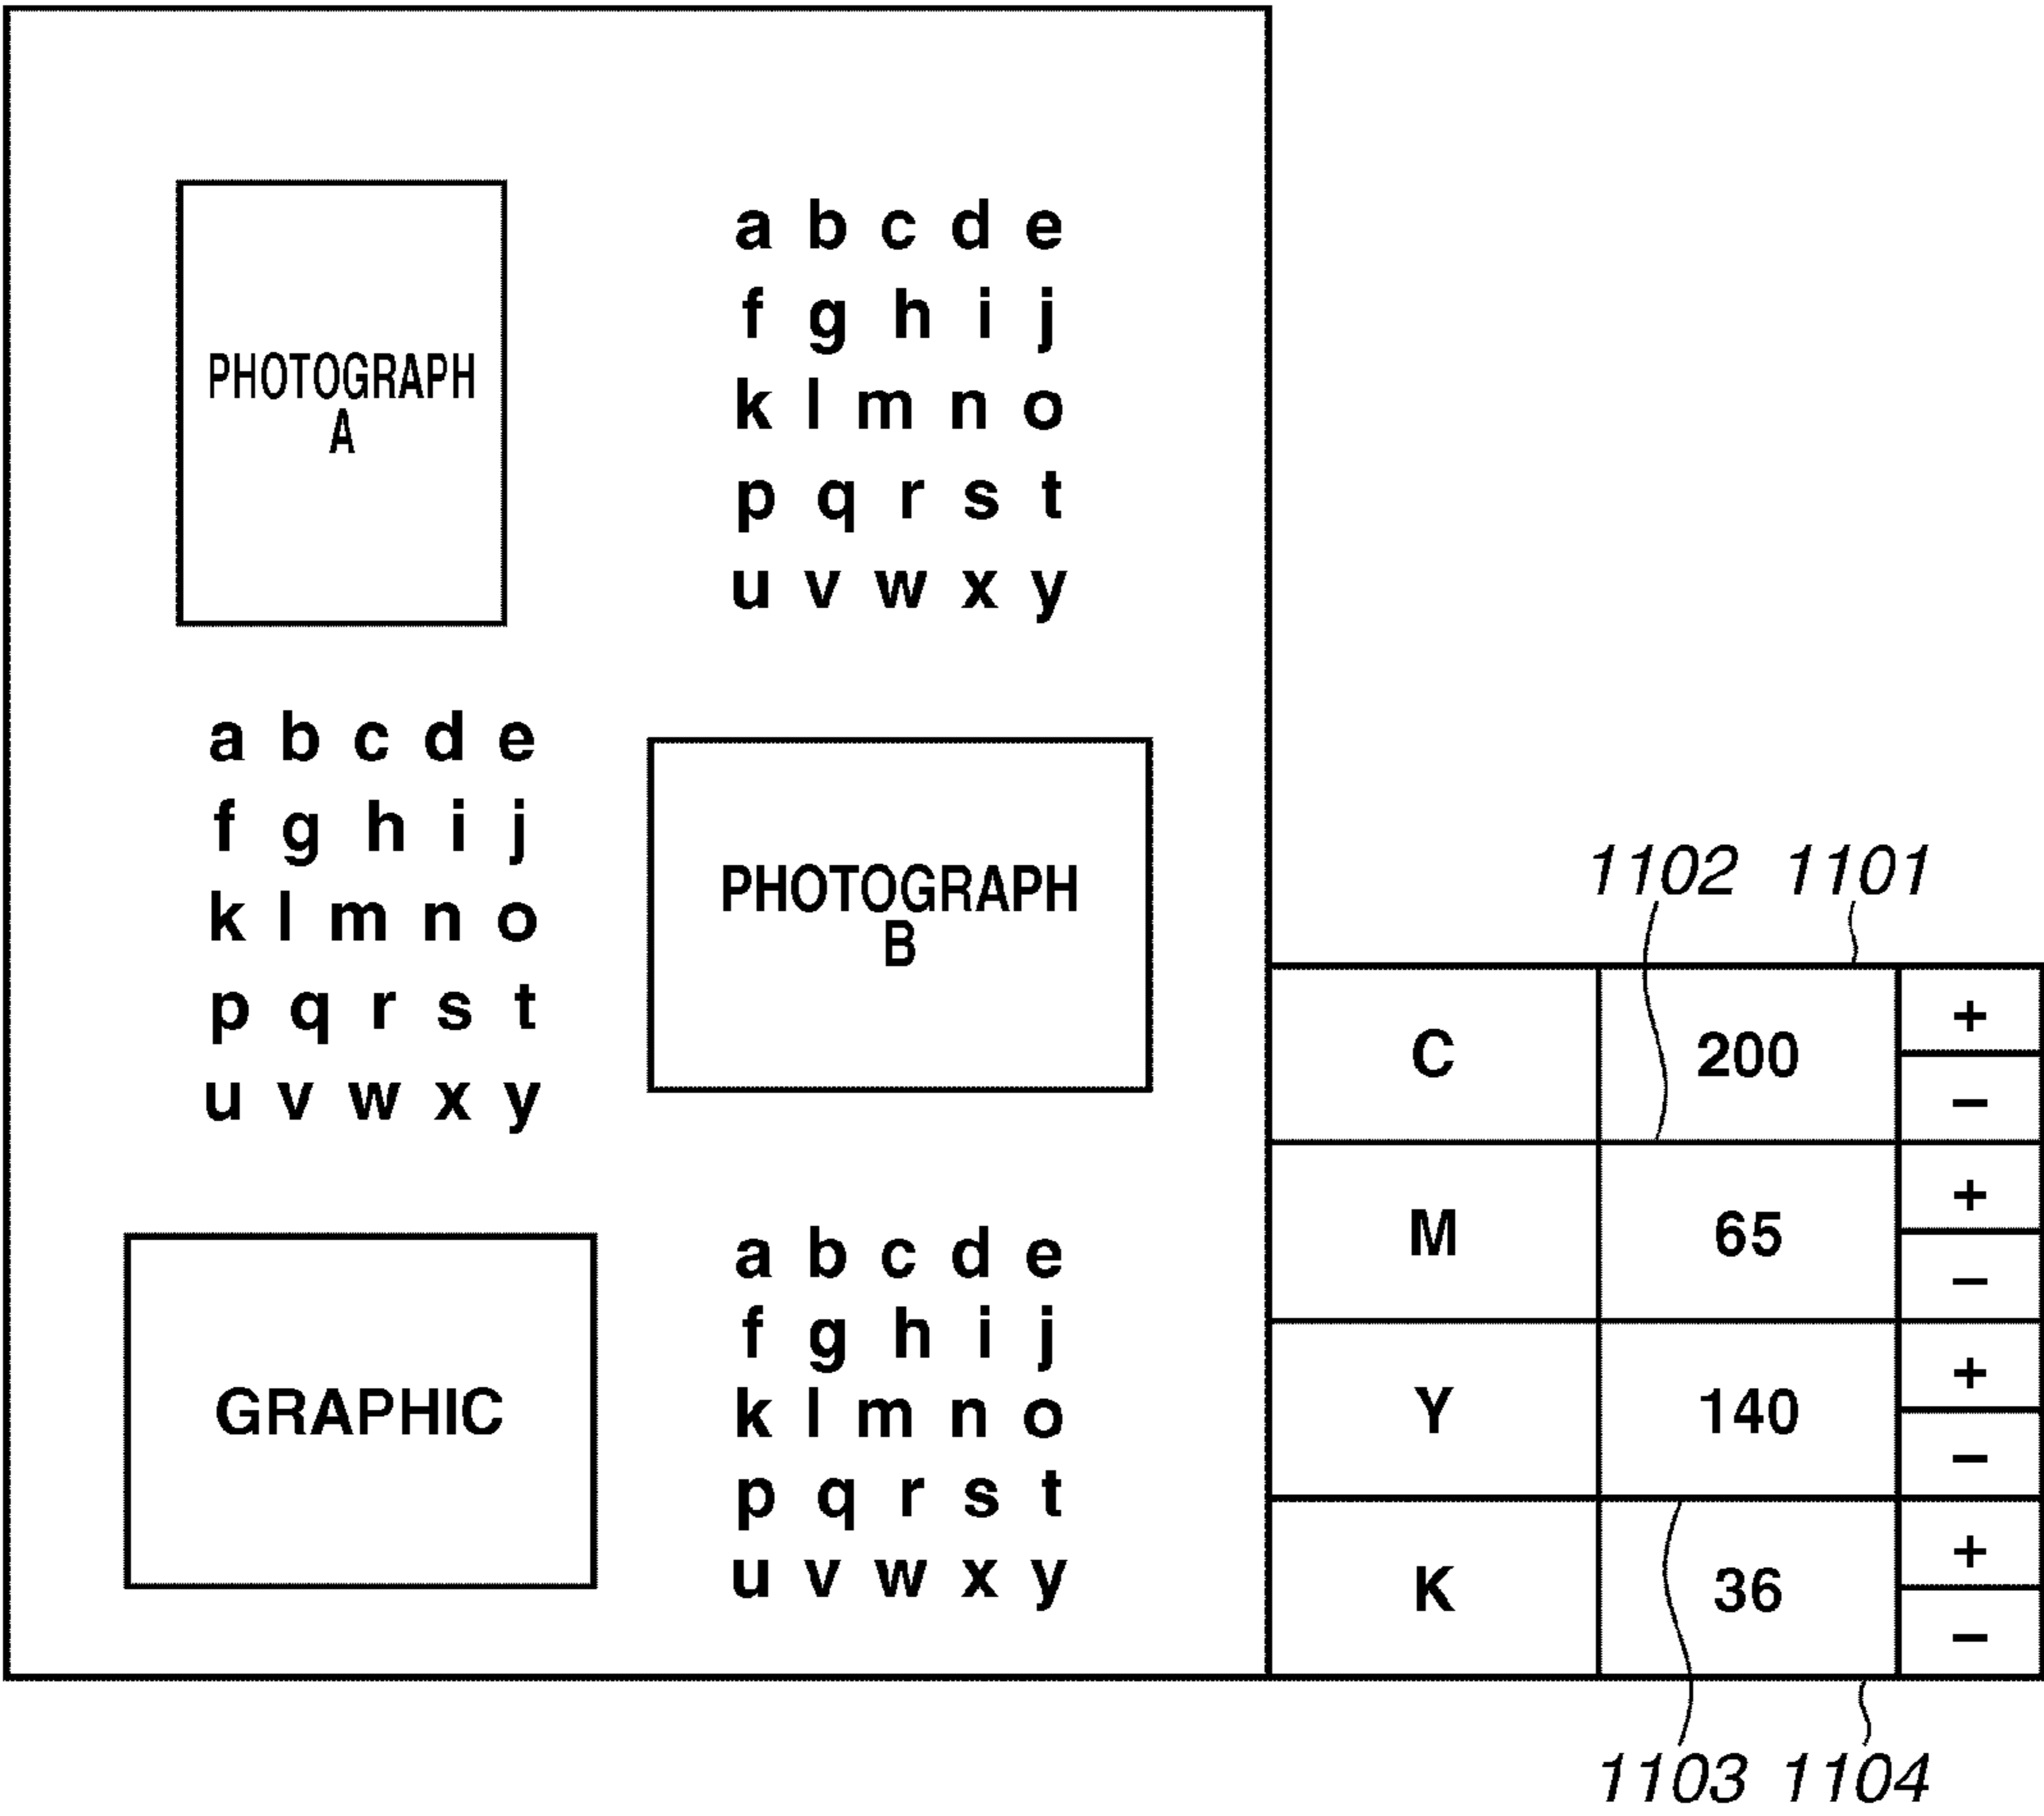 PHOTOGRAPH
A
a b c d e
f g h i j
k l m n o
p q r s t
u v w x y
a b c d e
f g h i j
k l m n o
p q r s t
u v w x y
PHOTOGRAPH
B
GRAPHIC
a b c d e
f g h i j
k l m n o
p q r s t
u v w x y
1102 1101
C 200 + −
M 65 + −
Y 140 + −
K 36 + −
1103 1104